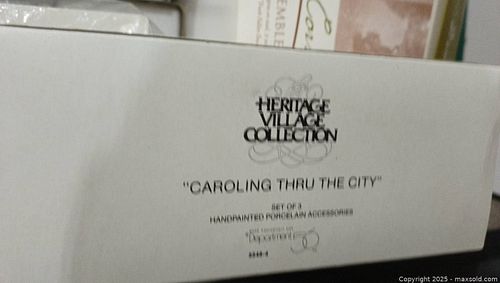 HERITAGE
VILLAGE
COLLECTION
"CAROLING THRU THE CITY"
SET OF 3
HANDPAINTED PORCELAIN ACCESSORIES
Department 56
Copyright © 2025 - maxsold.com